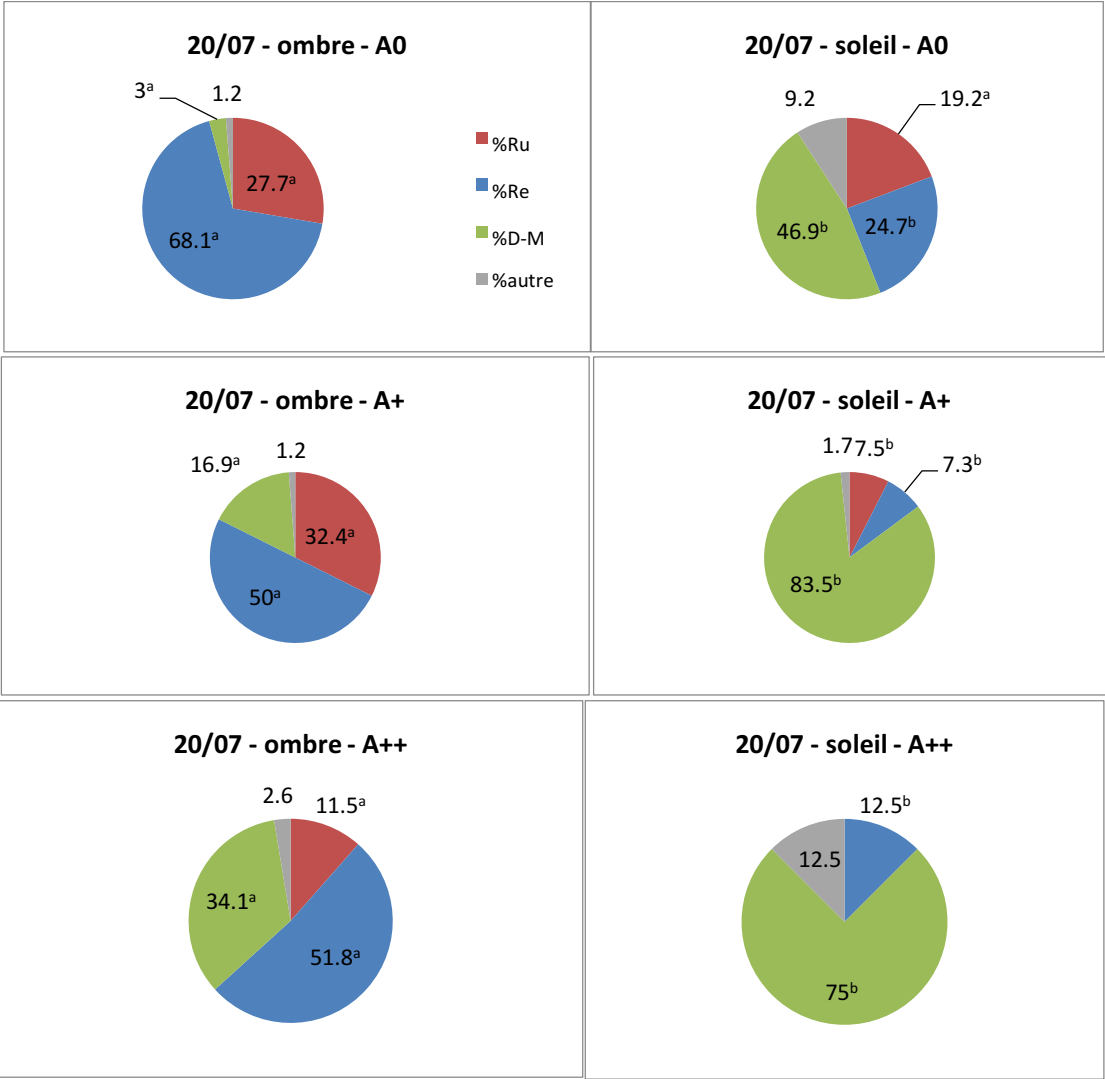 20/07 - ombre - A0
3ᵃ
1.2
27.7ᵃ
68.1ᵃ
%Ru
%Re
%D-M
%autre
20/07 - soleil - A0
9.2
19.2ᵃ
46.9ᵇ
24.7ᵇ
20/07 - ombre - A+
16.9ᵃ
1.2
32.4ᵃ
50ᵃ
20/07 - soleil - A+
1.7
7.5ᵇ
7.3ᵇ
83.5ᵇ
20/07 - ombre - A++
2.6
11.5ᵃ
34.1ᵃ
51.8ᵃ
20/07 - soleil - A++
12.5ᵇ
12.5
75ᵇ